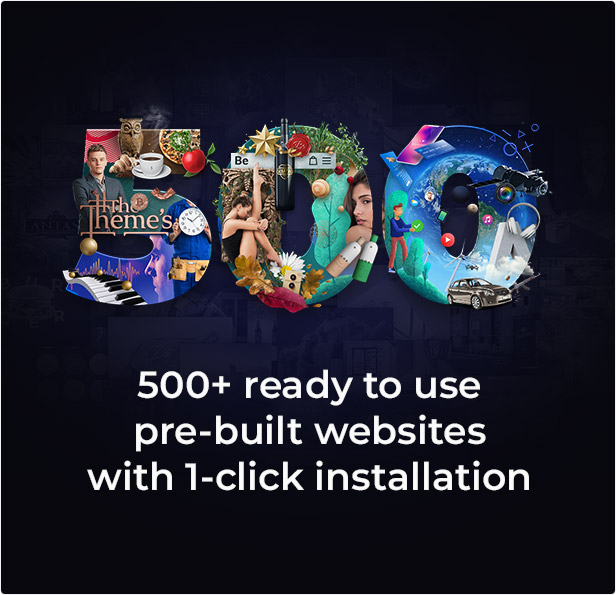 500
Be
The
Theme's
500+ ready to use
pre-built websites
with 1-click installation